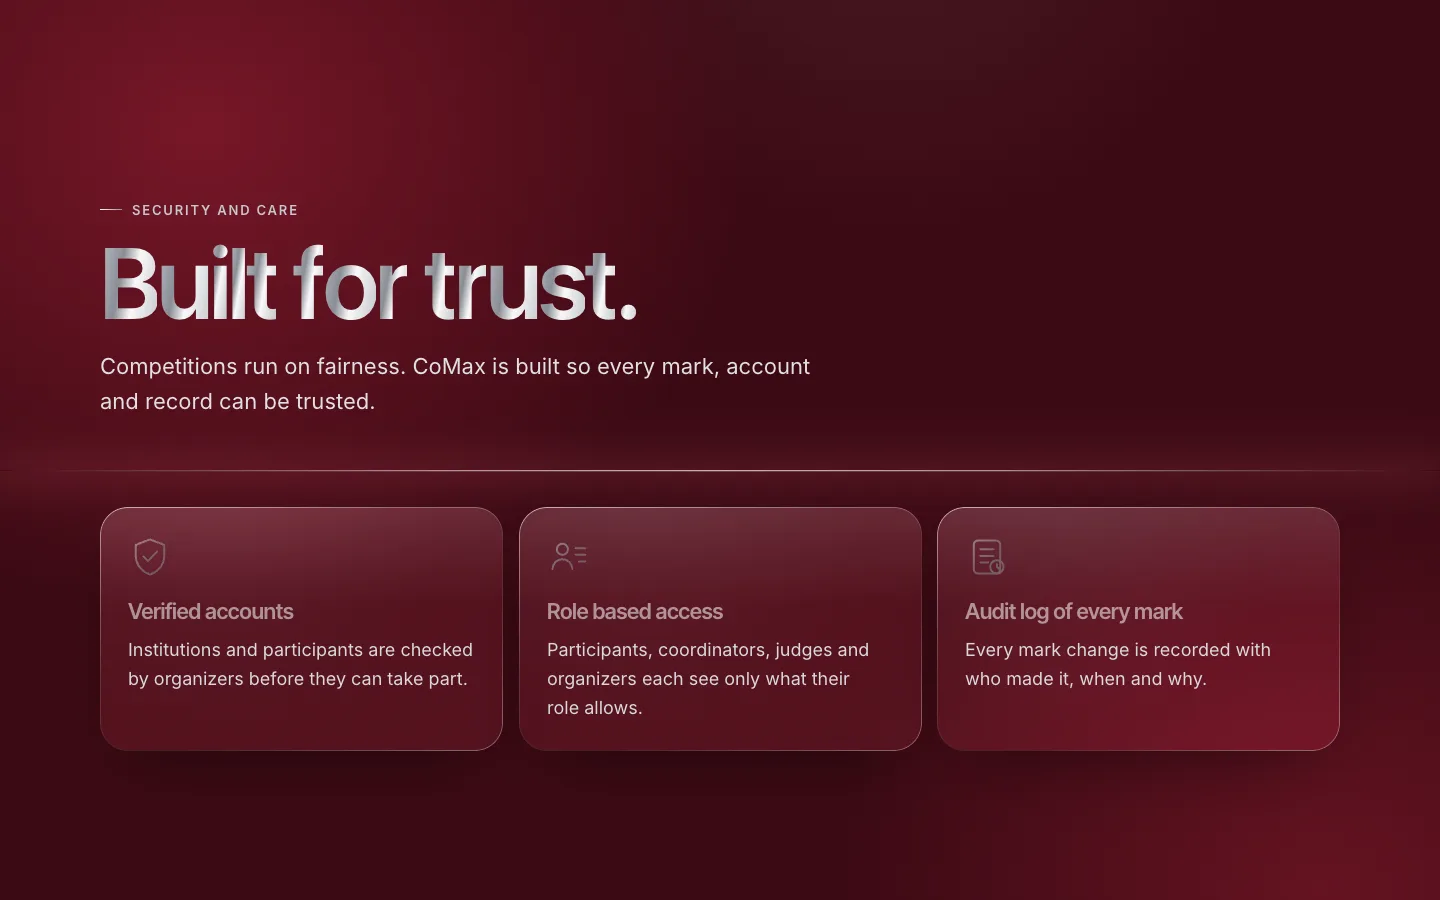 SECURITY AND CARE
Built for trust.
Competitions run on fairness. CoMax is built so every mark, account
and record can be trusted.
Verified accounts
Institutions and participants are checked
by organizers before they can take part.
Role based access
Participants, coordinators, judges and
organizers each see only what their
role allows.
Audit log of every mark
Every mark change is recorded with
who made it, when and why.